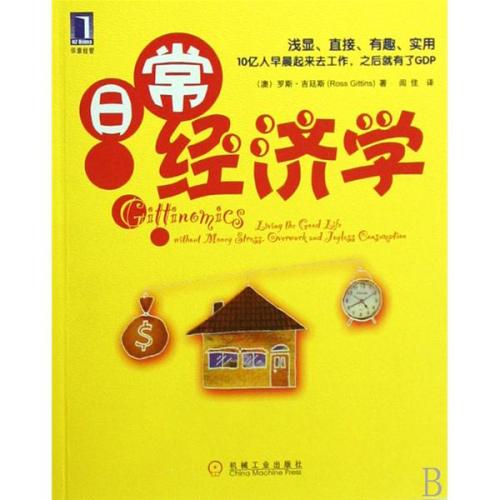 华章经管
浅显、直接、有趣、实用
10亿人早晨起来去工作，之后就有了GDP
（澳）罗斯·吉廷斯（Ross Gittins）著 闾佳 译
日常
经济学
Gittinomics
Living the Good Life
without Money Stress, Overwork and Joyless Consumption
$
机械工业出版社
China Machine Press
B